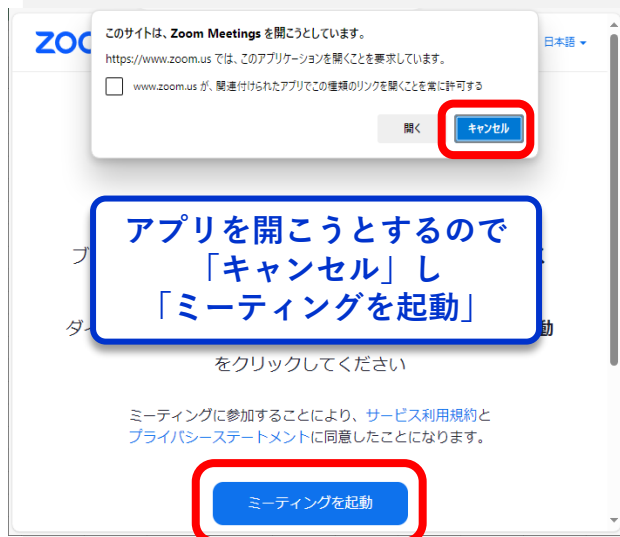 このサイトは、Zoom Meetings を開こうとしています。
https://www.zoom.us では、このアプリケーションを開くことを要求しています。
www.zoom.us が、関連付けられたアプリでこの種類のリンクを開くことを常に許可する
開く
キャンセル
ZOO
日本語
アプリを開こうとするので
「キャンセル」し
「ミーティングを起動」
ブ
ダイ
動
をクリックしてください
ミーティングに参加することにより、サービス利用規約と
プライバシーステートメントに同意したことになります。
ミーティングを起動